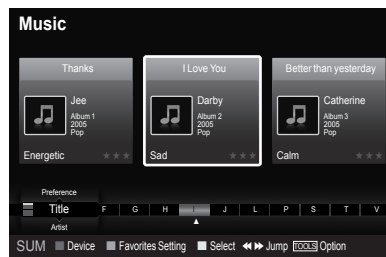 Music
Thanks
Jee
Album 1
2005
Pop
Energetic
I Love You
Darby
Album 2
2005
Pop
Sad
Better than yesterday
Catherine
Album 3
2005
Pop
Calm
Preference
Title F G H I J L P S T V
Artist
SUM Device Favorites Setting Select Jump TOOLS Option